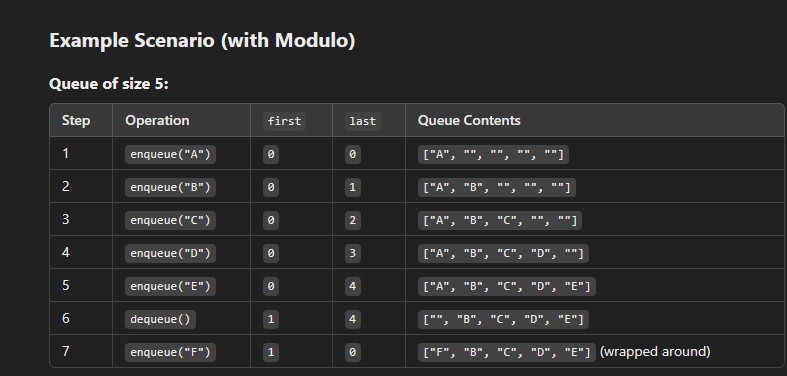 Example Scenario (with Modulo)
Queue of size 5:
Step Operation first last Queue Contents
1 enqueue("A") 0 0 ["A", "", "", "", ""]
2 enqueue("B") 0 1 ["A", "B", "", "", ""]
3 enqueue("C") 0 2 ["A", "B", "C", "", ""]
4 enqueue("D") 0 3 ["A", "B", "C", "D", ""]
5 enqueue("E") 0 4 ["A", "B", "C", "D", "E"]
6 dequeue() 1 4 ["", "B", "C", "D", "E"]
7 enqueue("F") 1 0 ["F", "B", "C", "D", "E"] (wrapped around)